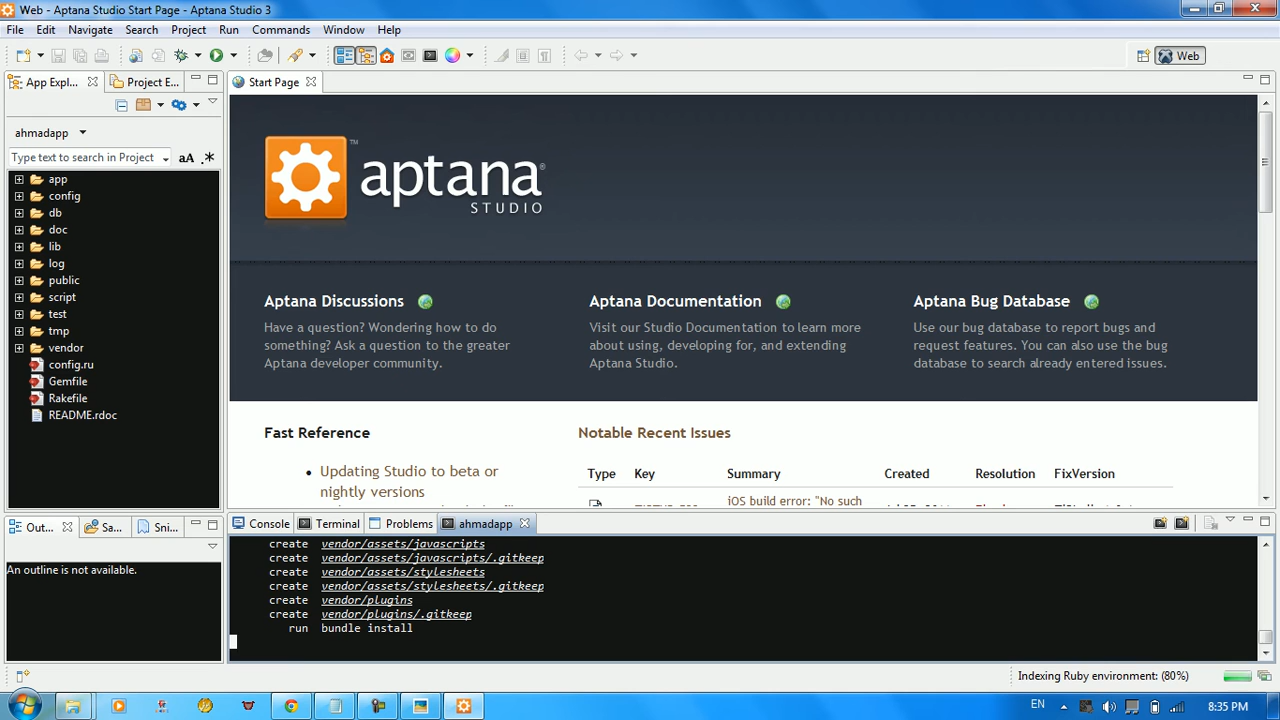 Web - Aptana Studio Start Page - Aptana Studio 3
File Edit Navigate Search Project Run Commands Window Help
Web
App Expl... Project E...
Start Page
ahmadapp
Type text to search in Project aA .*
app
config
db
doc
lib
log
public
script
test
tmp
vendor
config.ru
Gemfile
Rakefile
README.rdoc
aptana
STUDIO
Aptana Discussions
Have a question? Wondering how to do
something? Ask a question to the greater
Aptana developer community.
Aptana Documentation
Visit our Studio Documentation to learn more
about using, developing for, and extending
Aptana Studio.
Aptana Bug Database
Use our bug database to report bugs and
request features. You can also use the bug
database to search already entered issues.
Fast Reference
Updating Studio to beta or
nightly versions
Notable Recent Issues
Type Key Summary Created Resolution FixVersion
iOS build error: "No such
Out... Sa... Sni...
An outline is not available.
Console Terminal Problems ahmadapp
create vendor/assets/javascripts
create vendor/assets/javascripts/.gitkeep
create vendor/assets/stylesheets
create vendor/assets/stylesheets/.gitkeep
create vendor/plugins
create vendor/plugins/.gitkeep
run bundle install
Indexing Ruby environment: (80%)
EN
8:35 PM